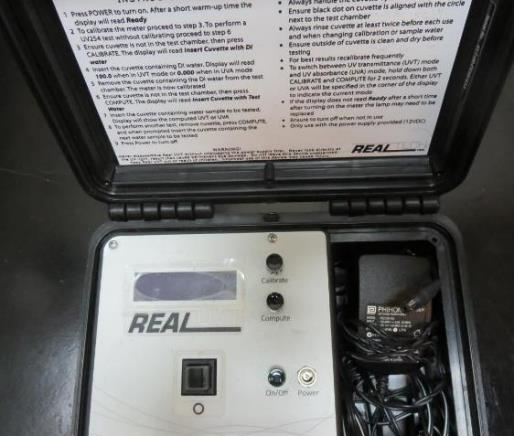 1 Press POWER to turn on. After a short warm-up time the
display will read Ready
2 To calibrate the meter proceed to step 3. To perform a
UV254 test without calibrating proceed to step 6
3 Ensure cuvette is not in the test chamber, then press
CALIBRATE. The display will read Insert Cuvette with DI
water
4 Insert the cuvette containing DI water. Display will read
100.0 when in UVT mode or 0.000 when in UVA mode
5 Remove the cuvette containing the DI water from the test
chamber. The meter is now calibrated
6 Ensure cuvette is not in the test chamber, then press
COMPUTE. The display will read Insert Cuvette with Test
Water
7 Insert the cuvette containing water sample to be tested.
Display will show the computed UVT or UVA
8 To perform another test, remove cuvette, press COMPUTE,
and when prompted insert the cuvette containing the
next water sample to be tested
9 Press Power to turn off
WARNING!
• Ensure black dot on cuvette is aligned with the circle
next to the test chamber
• Always rinse cuvette at least twice before each use
and when changing calibration or sample water
• Ensure outside of cuvette is clean and dry before
testing
• For best results recalibrate frequently
• To switch between UV transmittance (UVT) mode
and UV absorbance (UVA) mode, hold down both
CALIBRATE and COMPUTE for 2 seconds. Either UVT
or UVA will be specified in the corner of the display
to indicate the current mode
• If the display does not read Ready after a short time
after turning on the meter the lamp may need to be
replaced
• Ensure to turn off when not in use
• Only use with the power supply provided (12VDC)
REAL
Calibrate
Compute
REAL
On/Off Power
PHIHON